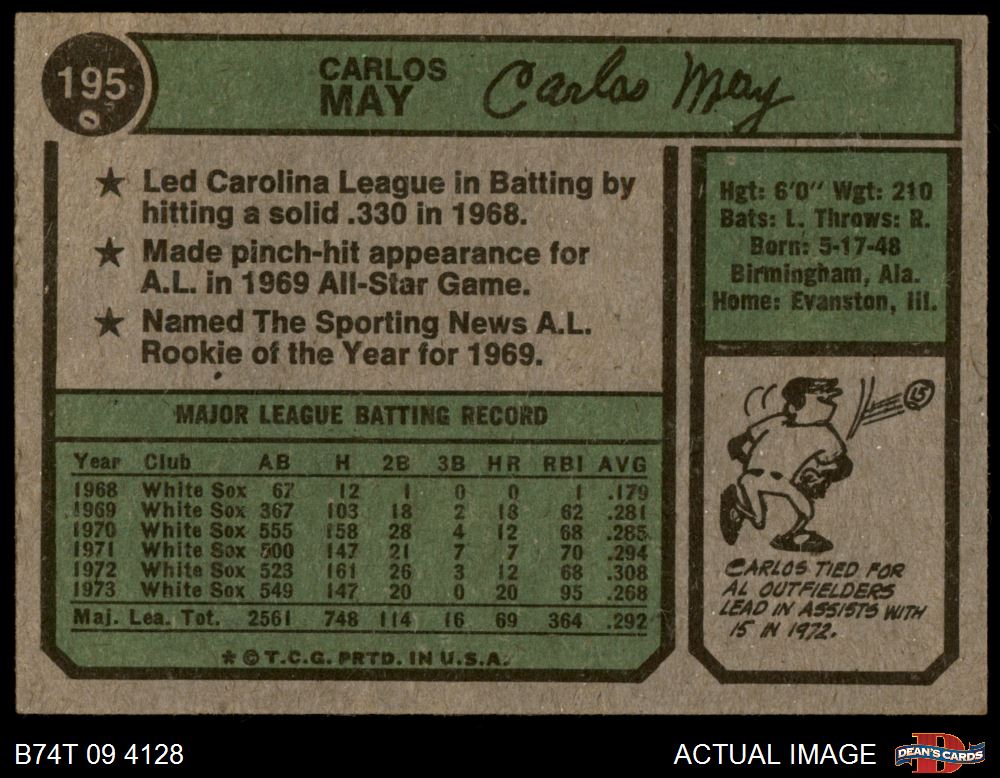 195
CARLOS
MAY
Carlos May
★ Led Carolina League in Batting by
hitting a solid .330 in 1968.
★ Made pinch-hit appearance for
A.L. in 1969 All-Star Game.
★ Named The Sporting News A.L.
Rookie of the Year for 1969.
Hgt: 6'0" Wgt: 210
Bats: L. Throws: R.
Born: 5-17-48
Birmingham, Ala.
Home: Evanston, Ill.
MAJOR LEAGUE BATTING RECORD
Year Club AB H 2B 3B HR RBI AVG
1968 White Sox 67 12 1 0 0 1 .179
1969 White Sox 367 103 18 2 18 62 .281
1970 White Sox 555 158 28 4 12 68 .285
1971 White Sox 500 147 21 7 7 70 .294
1972 White Sox 523 161 26 3 12 68 .308
1973 White Sox 549 147 20 0 20 95 .268
Maj. Lea. Tot. 2561 748 114 16 69 364 .292
* © T.C.G. PRTD. IN U.S.A.
15
CARLOS TIED FOR
AL OUTFIELDERS
LEAD IN ASSISTS WITH
15 IN 1972.
B74T 09 4128
ACTUAL IMAGE
DEAN'S CARDS